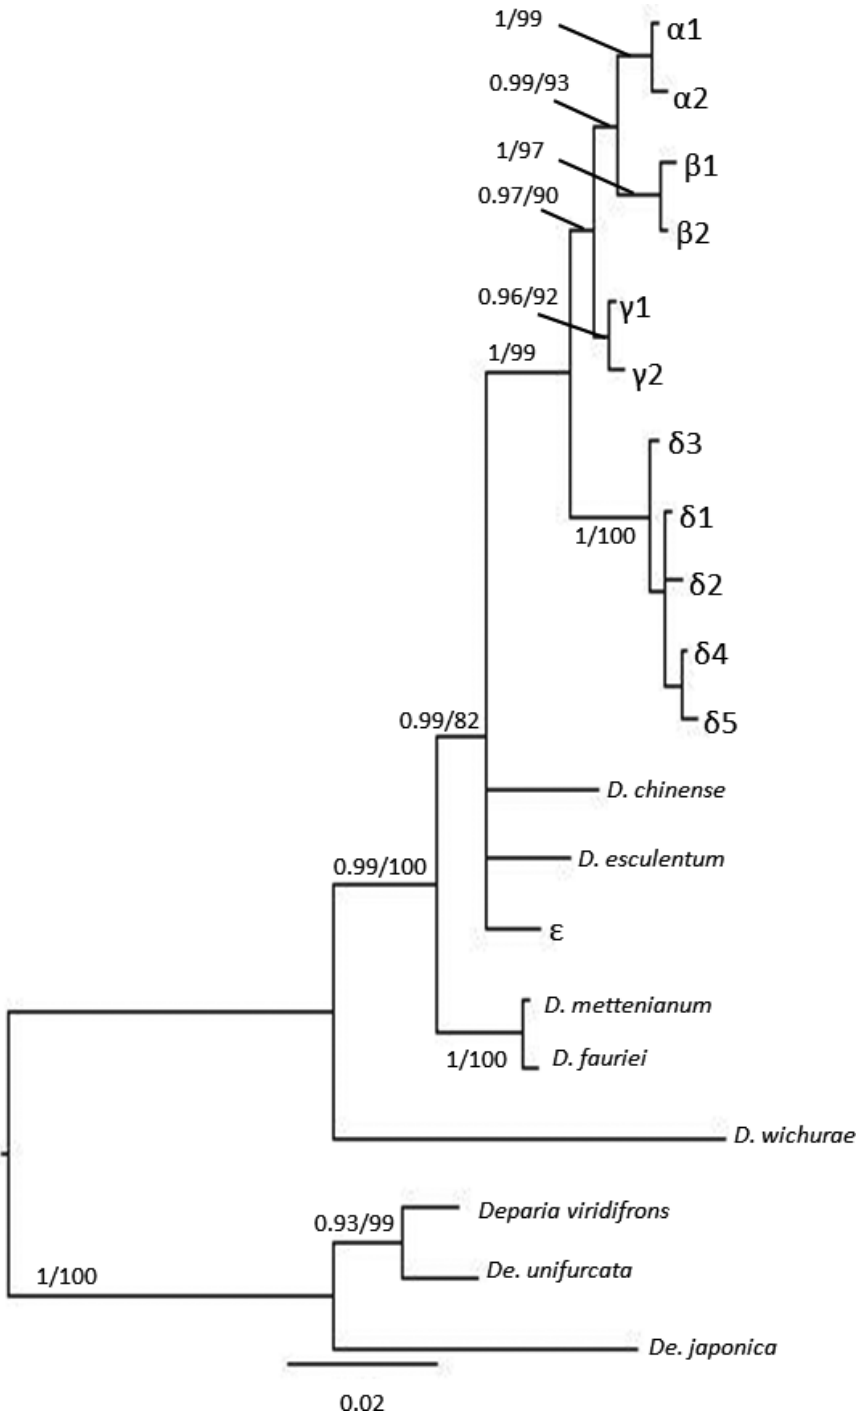 1/99
α1
0.99/93
α2
1/97
β1
0.97/90
β2
0.96/92
γ1
1/99
γ2
δ3
δ1
1/100
δ2
δ4
0.99/82
δ5
D. chinense
0.99/100
D. esculentum
ε
D. mettenianum
1/100
D. fauriei
D. wichurae
Deparia viridifrons
0.93/99
De. unifurcata
1/100
De. japonica
0.02